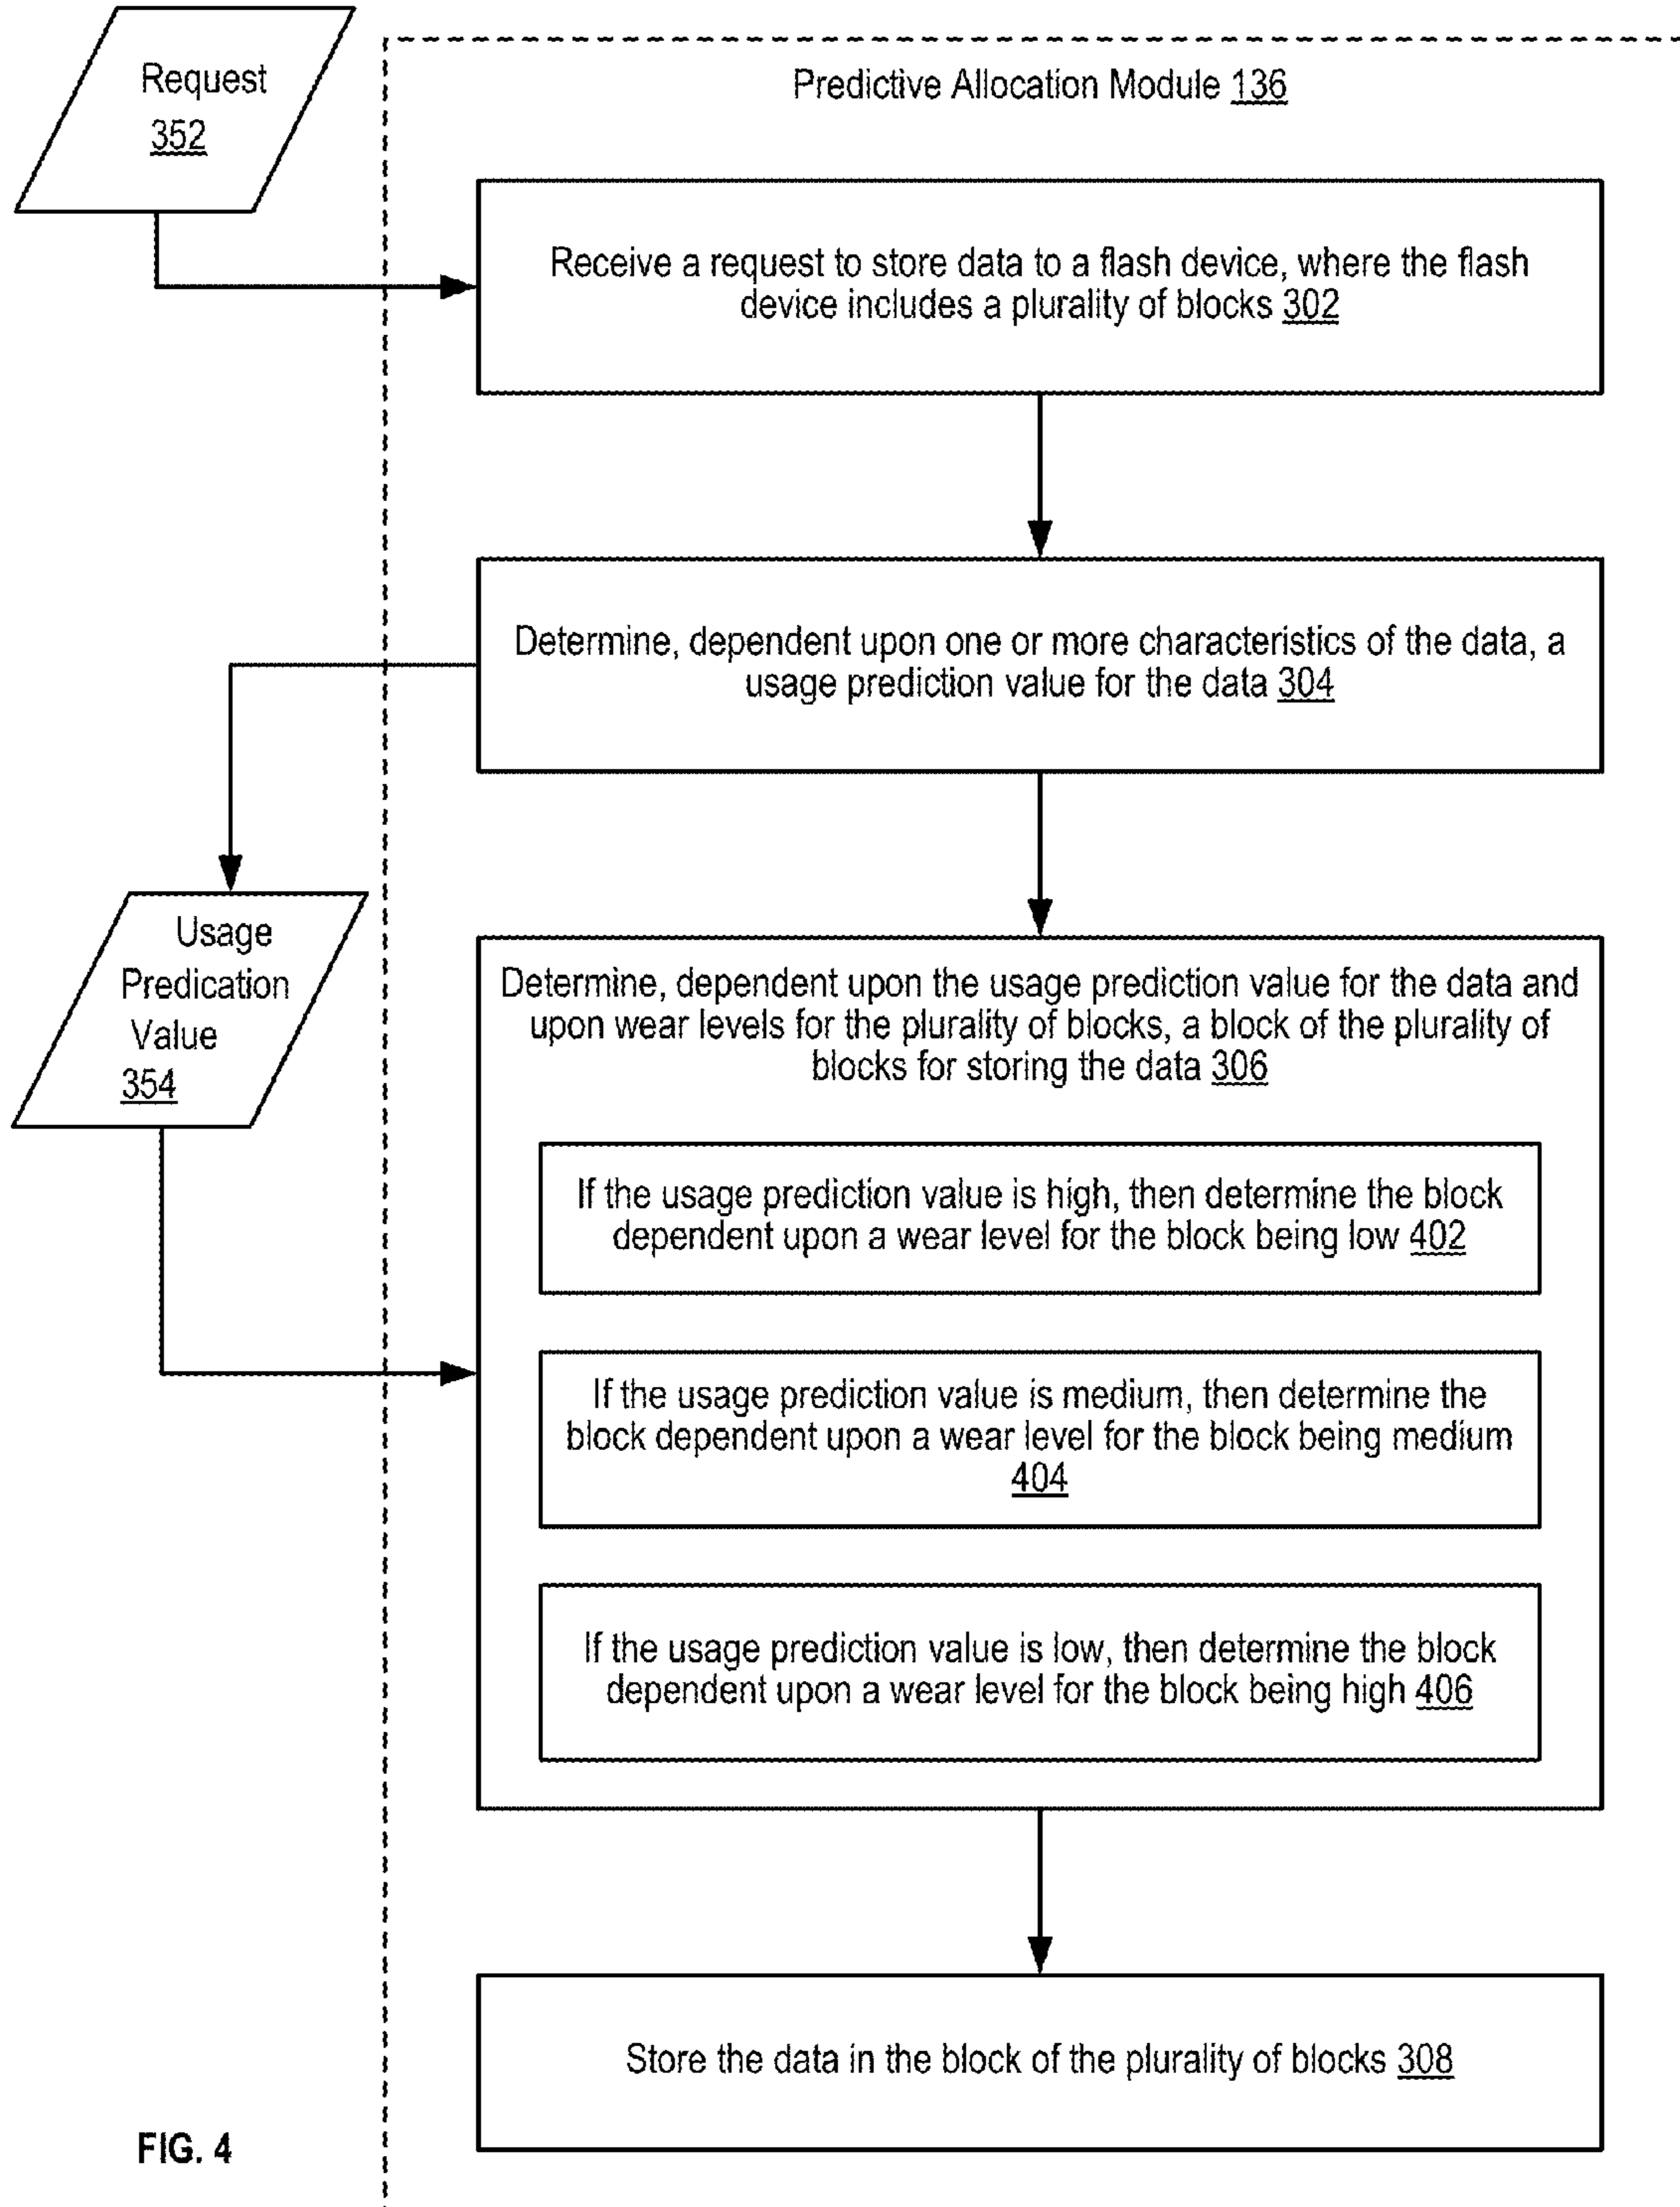 Request
352
Predictive Allocation Module 136
Receive a request to store data to a flash device, where the flash
device includes a plurality of blocks 302
Determine, dependent upon one or more characteristics of the data, a
usage prediction value for the data 304
Usage
Predication
Value
354
Determine, dependent upon the usage prediction value for the data and
upon wear levels for the plurality of blocks, a block of the plurality of
blocks for storing the data 306
If the usage prediction value is high, then determine the block
dependent upon a wear level for the block being low 402
If the usage prediction value is medium, then determine the
block dependent upon a wear level for the block being medium
404
If the usage prediction value is low, then determine the block
dependent upon a wear level for the block being high 406
Store the data in the block of the plurality of blocks 308
FIG. 4